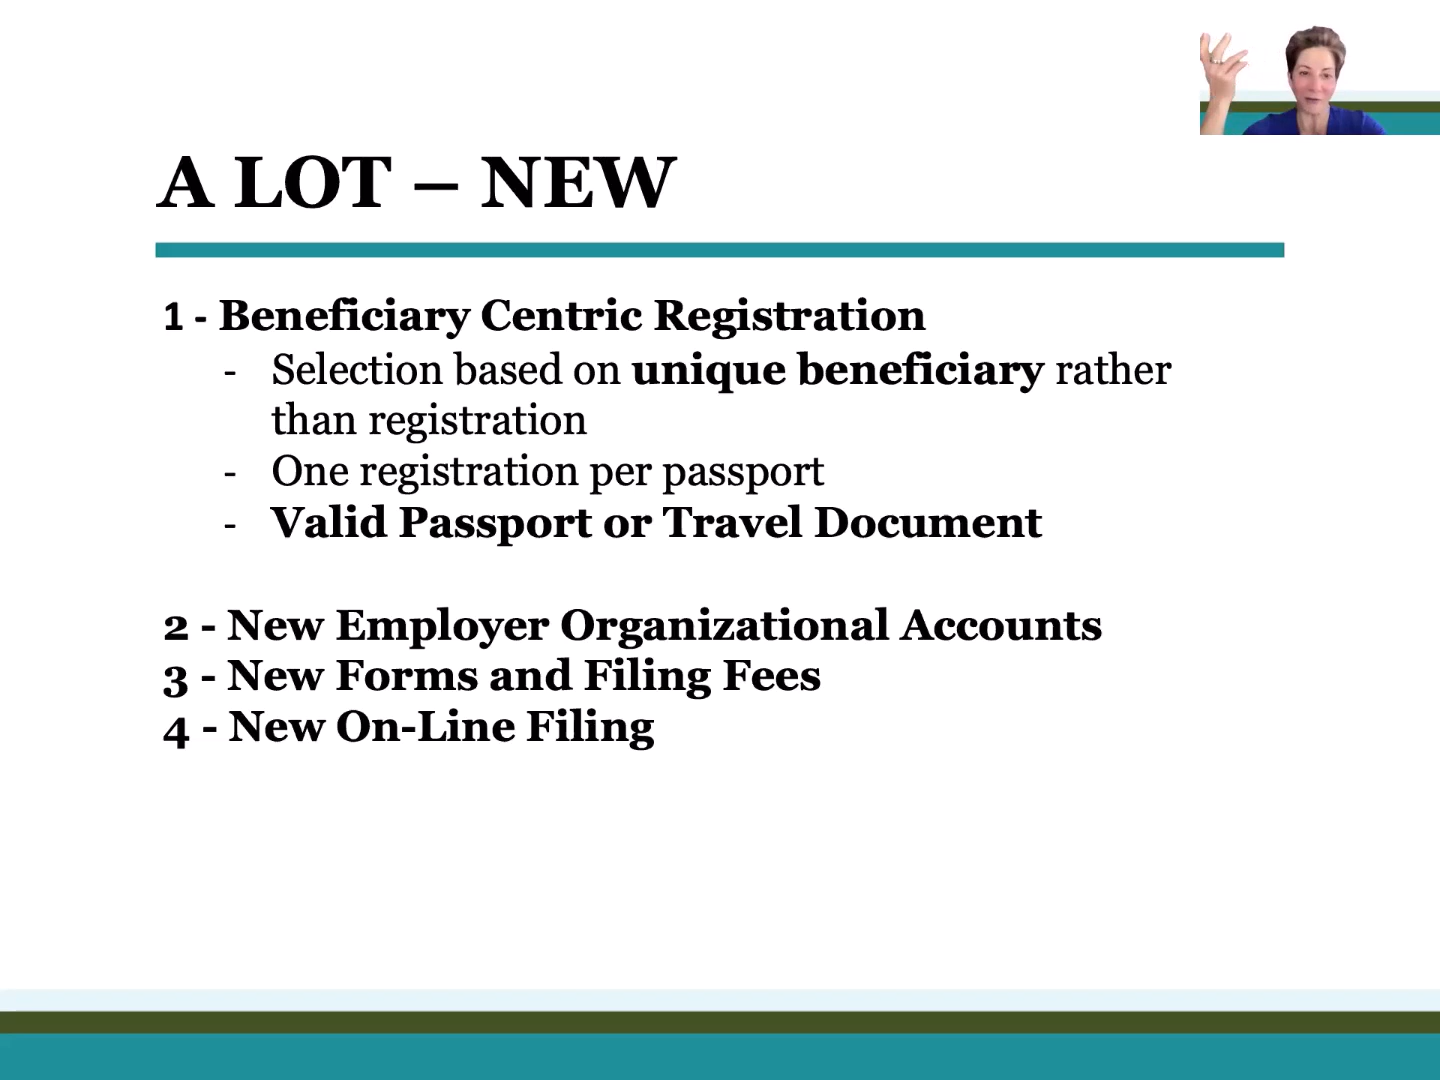 A LOT – NEW
1 - Beneficiary Centric Registration
- Selection based on unique beneficiary rather
than registration
- One registration per passport
- Valid Passport or Travel Document
2 - New Employer Organizational Accounts
3 - New Forms and Filing Fees
4 - New On-Line Filing